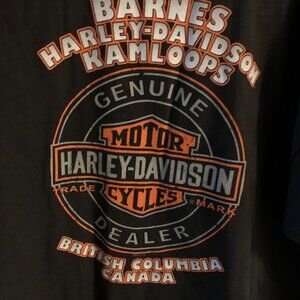 BARNES
HARLEY-DAVIDSON
KAMLOOPS
GENUINE
MOTOR
HARLEY-DAVIDSON
TRADE MARK
CYCLES
DEALER
BRITISH COLUMBIA
CANADA